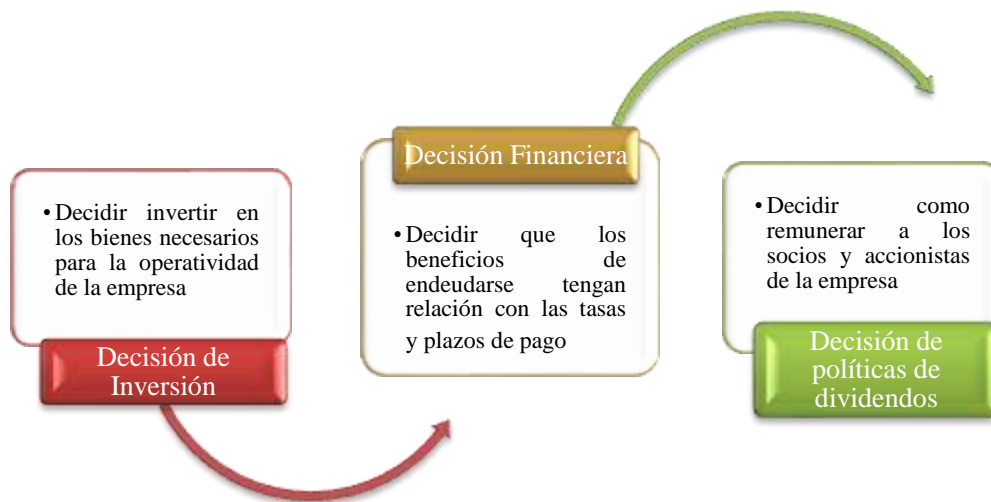 • Decidir invertir en
los bienes necesarios
para la operatividad
de la empresa
Decisión de
Inversión
Decisión Financiera
• Decidir que los
beneficios de
endeudarse tengan
relación con las tasas
y plazos de pago
• Decidir como
remunerar a los
socios y accionistas
de la empresa
Decisión de
políticas de
dividendos